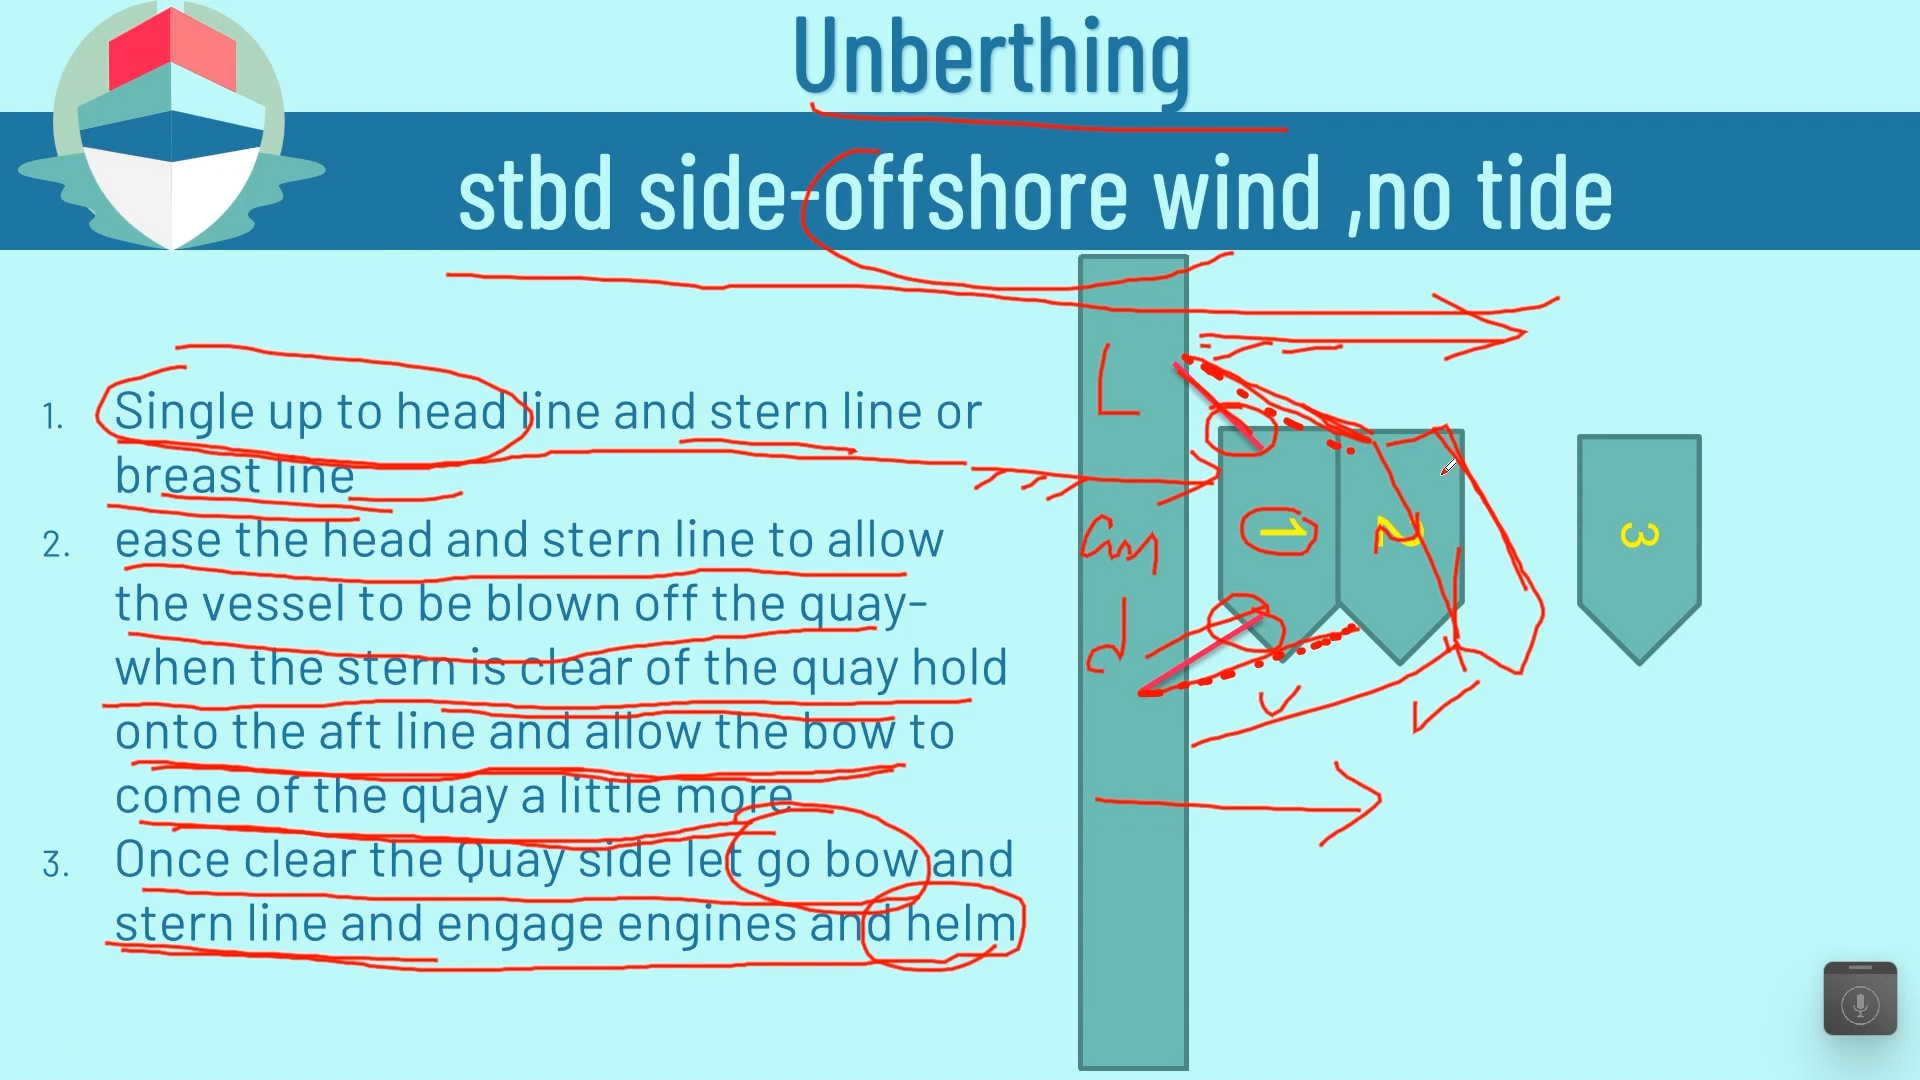 Unberthing
stbd side-offshore wind ,no tide
1. Single up to head line and stern line or
breast line
2. ease the head and stern line to allow
the vessel to be blown off the quay-
when the stern is clear of the quay hold
onto the aft line and allow the bow to
come of the quay a little more
3. Once clear the Quay side let go bow and
stern line and engage engines and helm
L
d
1
2
3